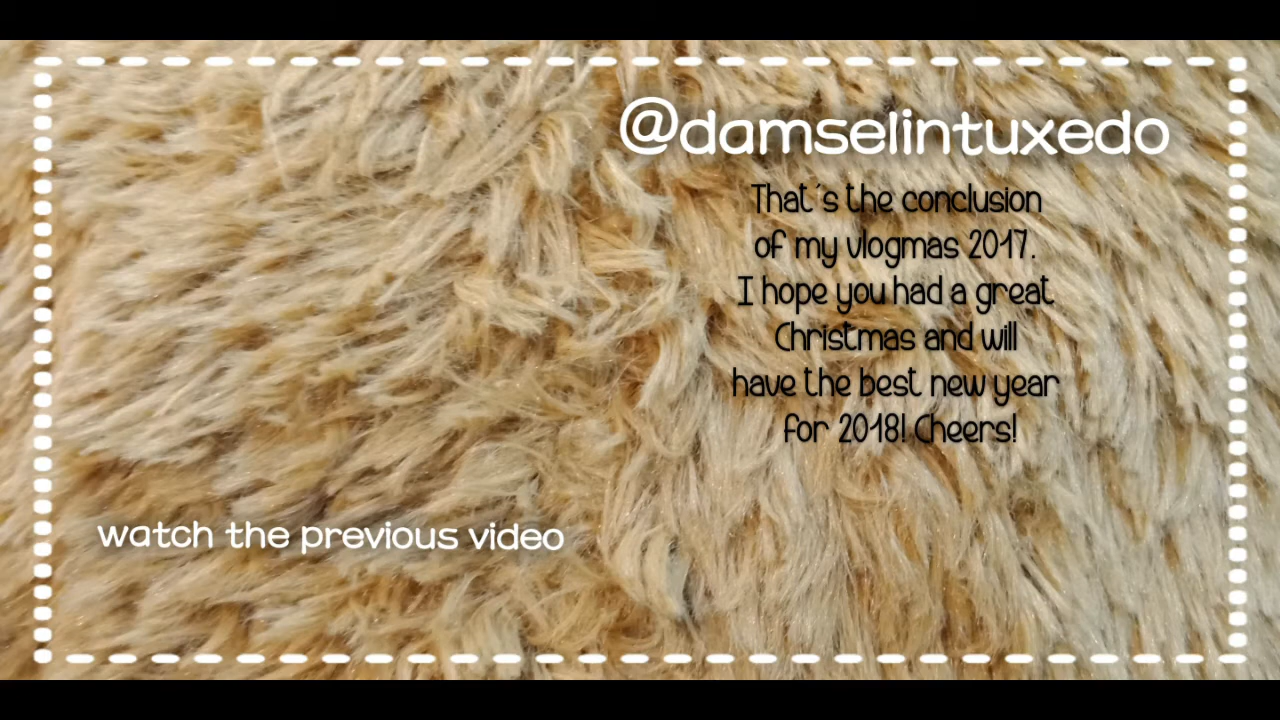 @damselintuxedo
That´s the conclusion
of my vlogmas 2017.
I hope you had a great
Christmas and will
have the best new year
for 2018! Cheers!
watch the previous video